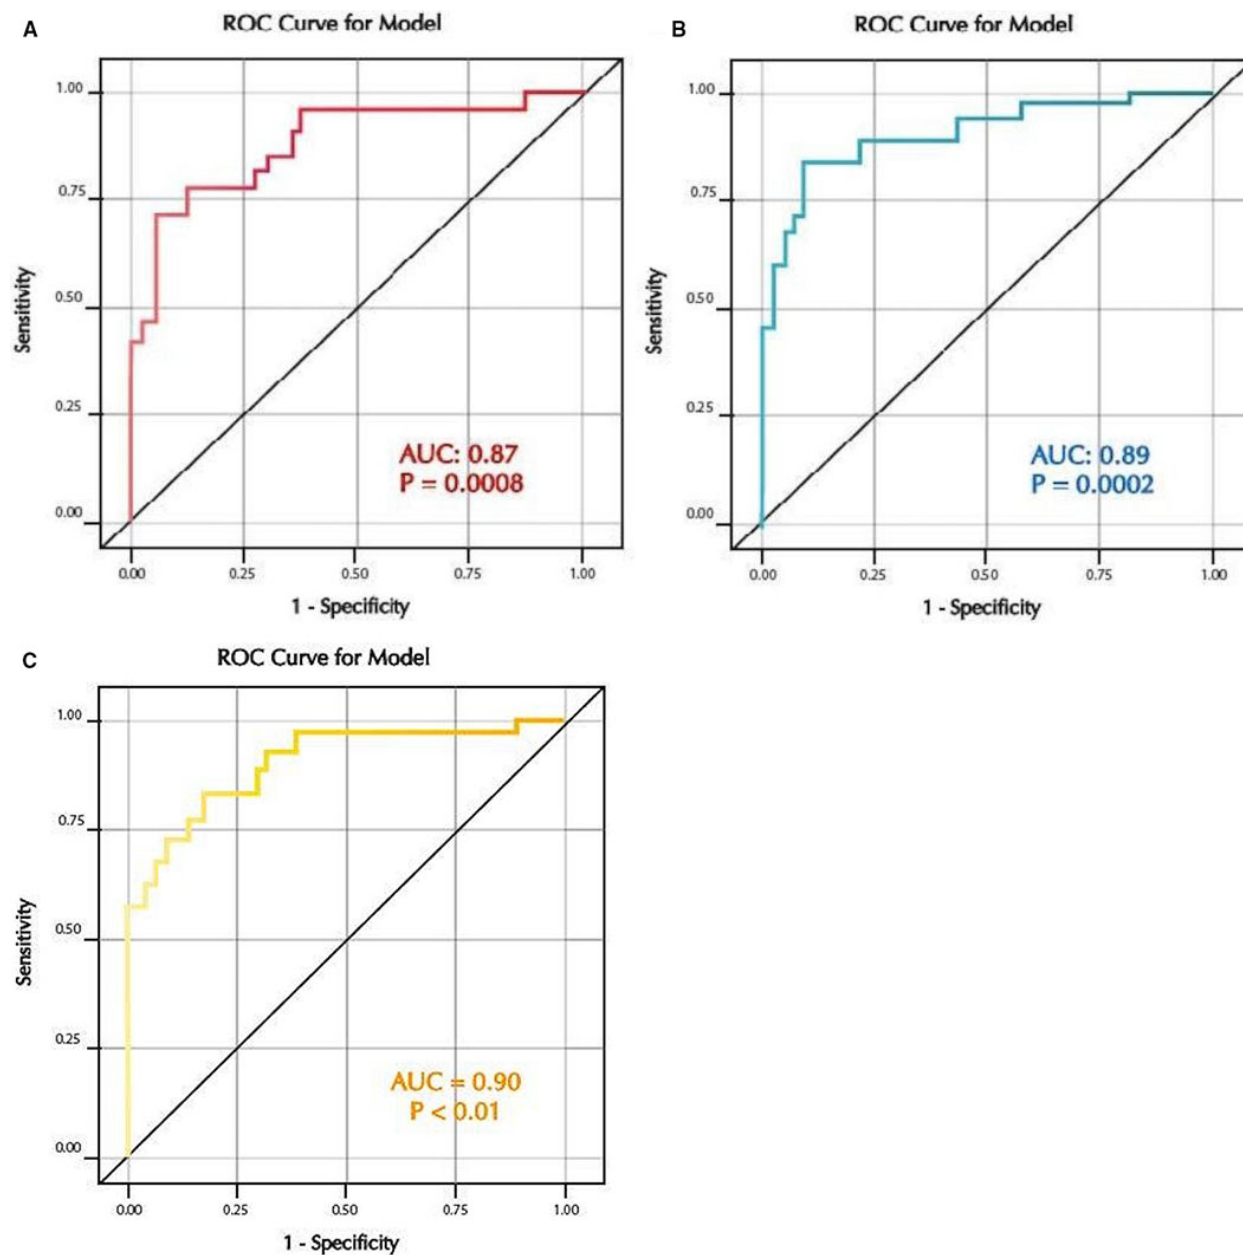 A
ROC Curve for Model
1.00
0.75
0.50
0.25
0.00
Sensitivity
AUC: 0.87
P = 0.0008
0.00 0.25 0.50 0.75 1.00
1 - Specificity
B
ROC Curve for Model
1.00
0.75
0.50
0.25
0.00
Sensitivity
AUC: 0.89
P = 0.0002
0.00 0.25 0.50 0.75 1.00
1 - Specificity
C
ROC Curve for Model
1.00
0.75
0.50
0.25
0.00
Sensitivity
AUC = 0.90
P < 0.01
0.00 0.25 0.50 0.75 1.00
1 - Specificity